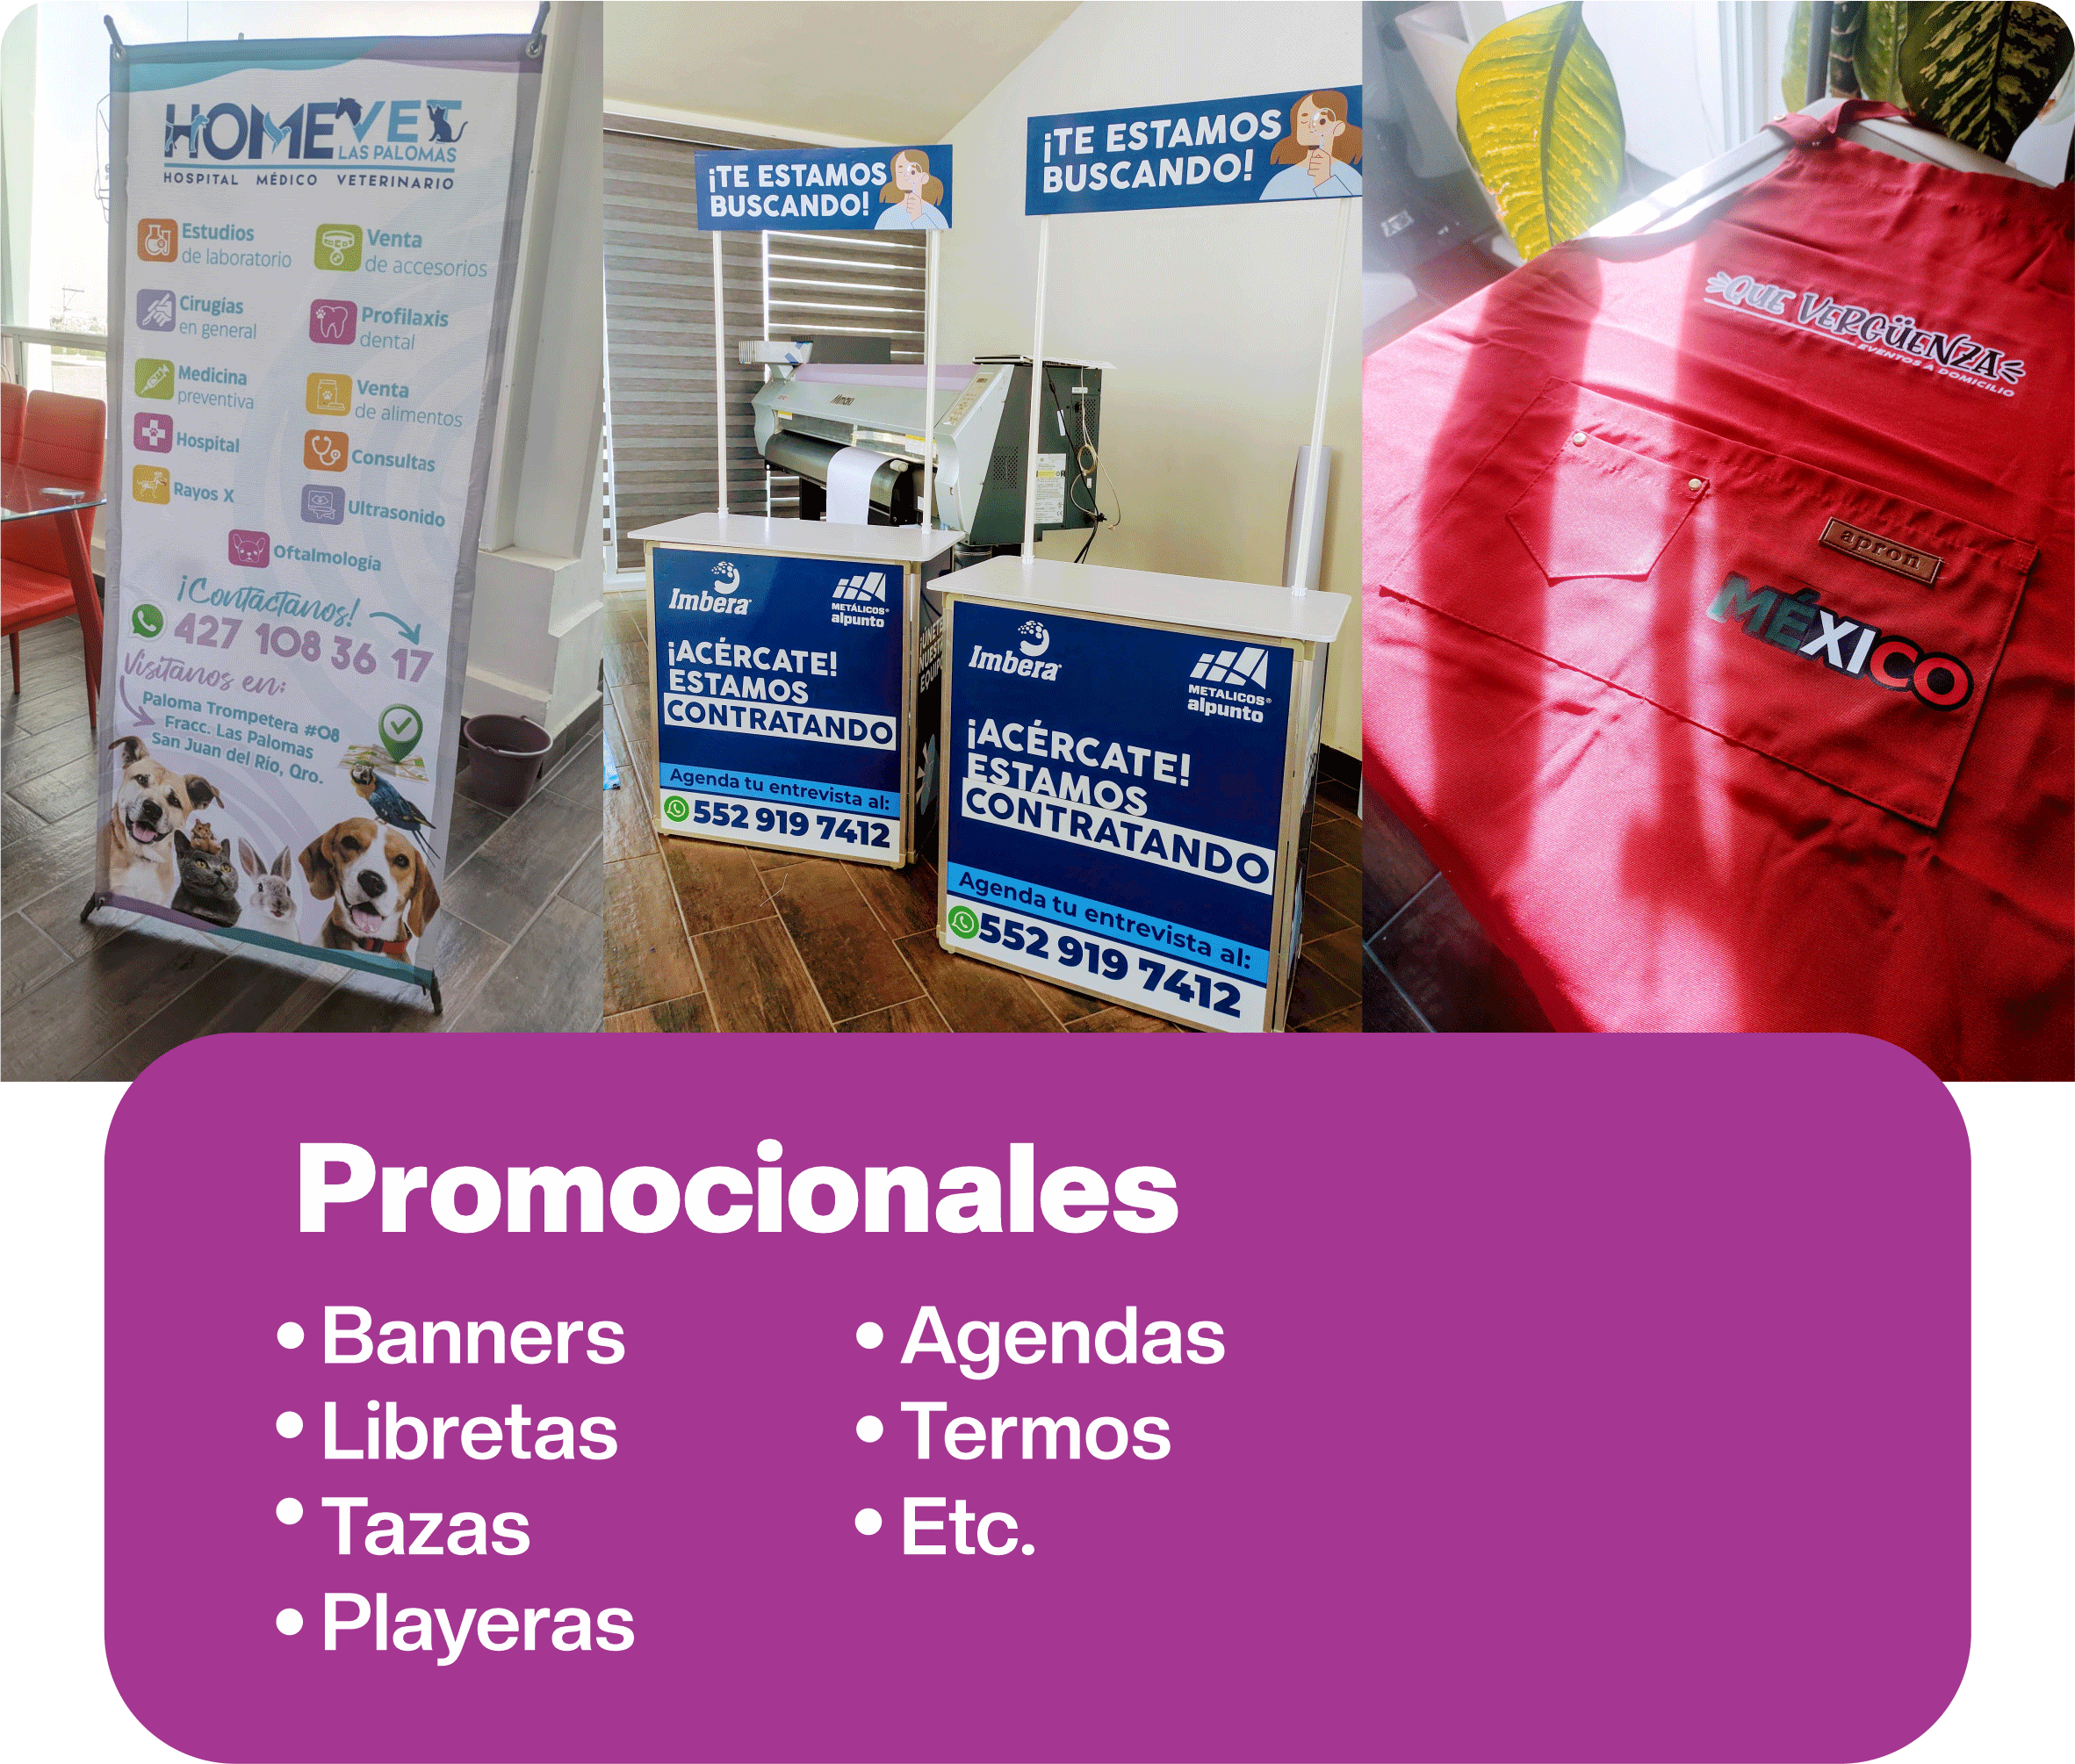 HOMEVET
LAS PALOMAS
HOSPITAL MÉDICO VETERINARIO
Estudios
de laboratorio
Venta
de accesorios
Cirugías
en general
Profilaxis
dental
Medicina
preventiva
Venta
de alimentos
Hospital
Consultas
Rayos X
Ultrasonido
Oftalmología
¡Contáctanos!
427 108 36 17
Visítanos en:
Paloma Trompetera #08
Fracc. Las Palomas
San Juan del Río, Qro.
¡TE ESTAMOS
BUSCANDO!
Imbera
METÁLICOS®
alpunto
¡ACÉRCATE!
ESTAMOS
CONTRATANDO
Agenda tu entrevista al:
552 919 7412
¡ÚNETE
NUESTR
EQUIPO
¡TE ESTAMOS
BUSCANDO!
Imbera
METALICOS®
alpunto
¡ACÉRCATE!
ESTAMOS
CONTRATANDO
Agenda tu entrevista al:
552 919 7412
QUE VERGÜENZA
EVENTOS A DOMICILIO
apron
MÉXICO
Promocionales
• Banners
• Libretas
• Tazas
• Playeras
• Agendas
• Termos
• Etc.